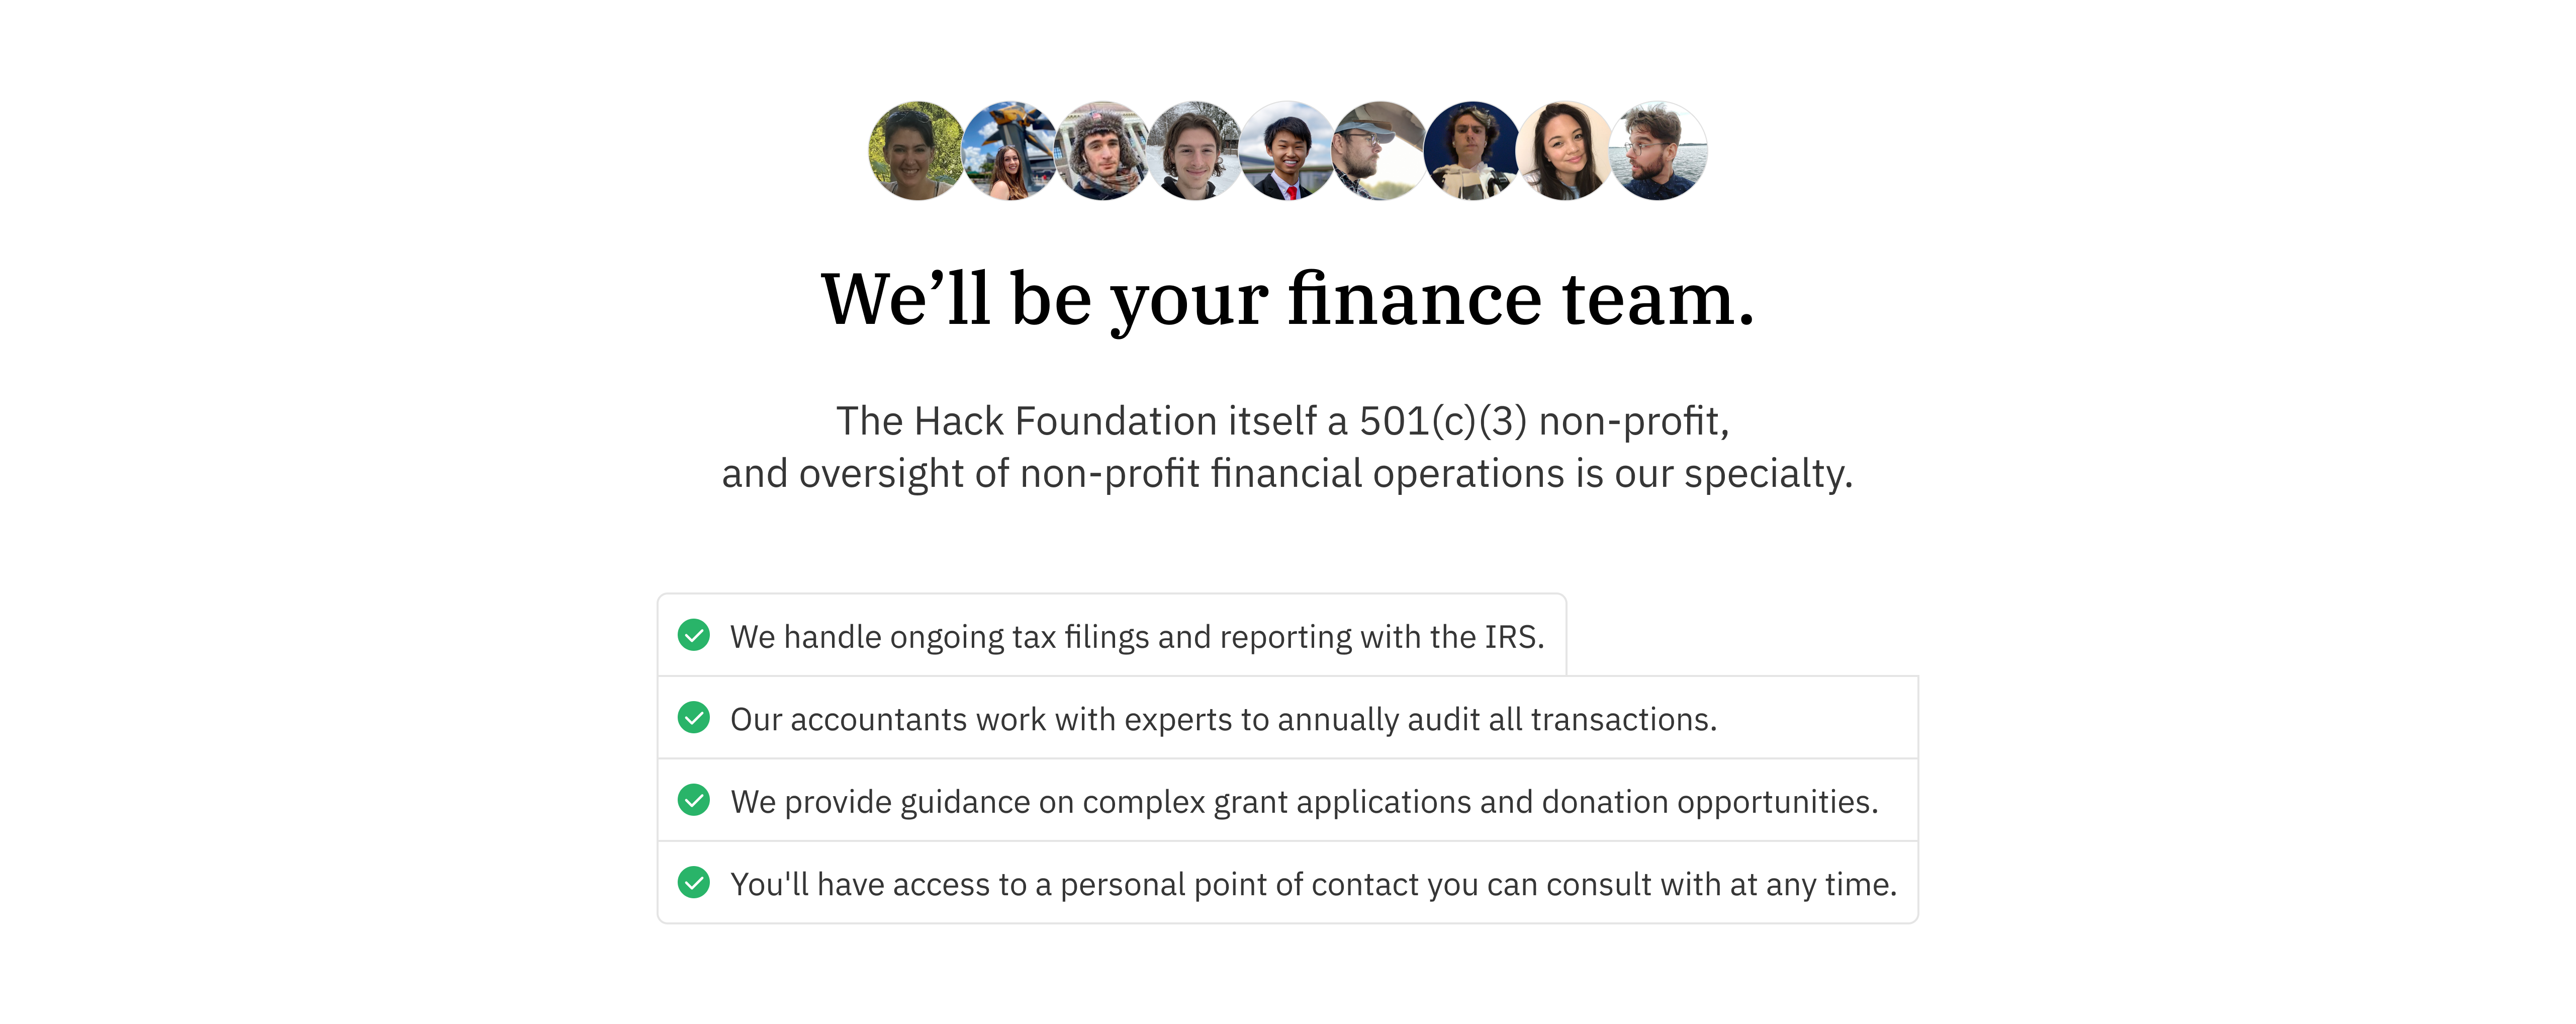 We’ll be your finance team.
The Hack Foundation itself a 501(c)(3) non-profit,
and oversight of non-profit financial operations is our specialty.
We handle ongoing tax filings and reporting with the IRS.
Our accountants work with experts to annually audit all transactions.
We provide guidance on complex grant applications and donation opportunities.
You'll have access to a personal point of contact you can consult with at any time.